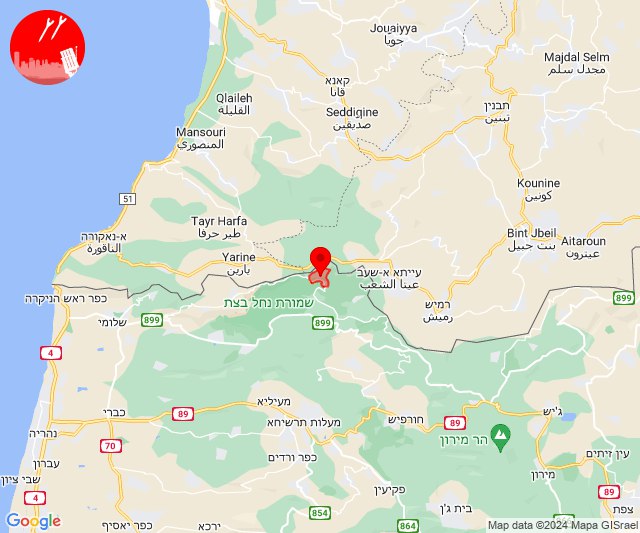 Jouaiyya
جويا
Majdal Selm
مجدل سلم
קאנא
قانا
תבנין
تبنين
Qlaileh
القليلة
Seddigine
صديقين
Mansouri
المنصوري
Kounine
كونين
51
Tayr Harfa
طير حرفا
א-נאקורה
الناقورة
Bint Jbeil
بنت جبيل
Aitaroun
عيترون
Yarine
يارين
עייתא א-שעב
عيتا الشعب
כפר ראש הניקרה
שמורת נחל בצת
רמיש
رميش
899
שלומי
899
899
4
מעיליא
89
כברי
מעלות תרשיחא
חורפיש
89
ג'יש
נהריה
70
הר מירון
עברון
כפר ורדים
מירון
עין זיתים
שבי ציון
4
פקיעין
89
854
864
בית ג'ן
צפת
כפר יאסיף
ירכא
Google
Map data ©2024 Mapa GISrael